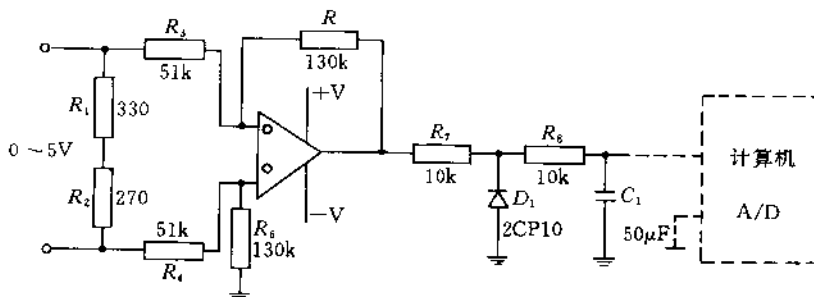 R₃
51k
R
130k
+V
R₁
330
0 ~5V
R₂
270
51k
R₄
R₅
130k
−V
R₇
10k
D₁
2CP10
R₈
10k
C₁
50μF
计算机
A/D